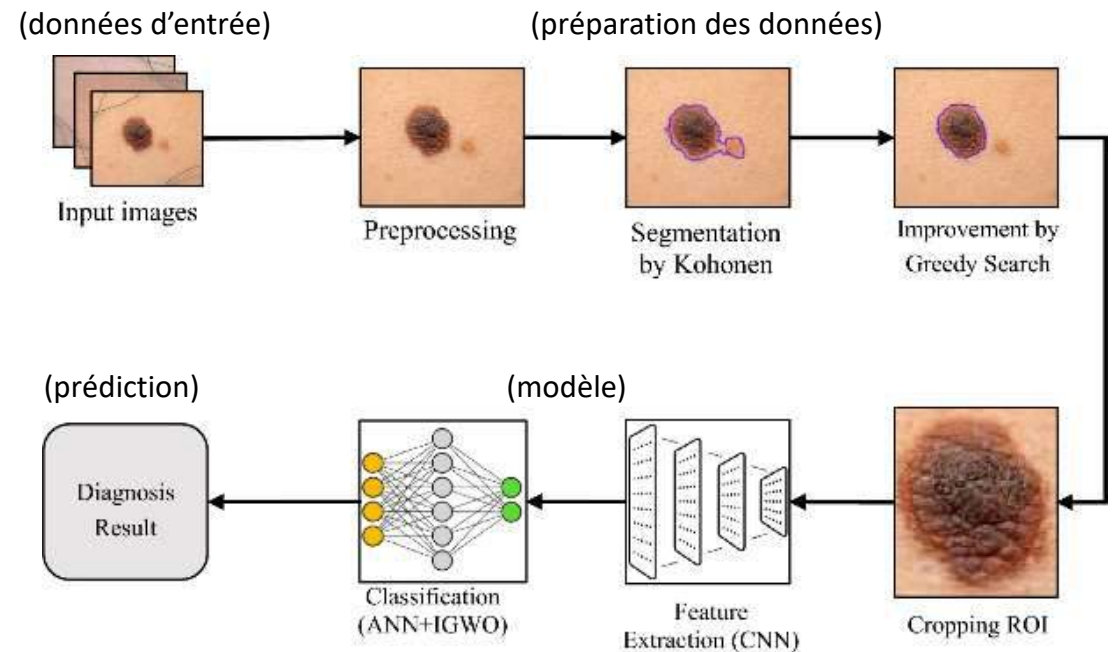 (données d’entrée)
(préparation des données)
Input images
Preprocessing
Segmentation
by Kohonen
Improvement by
Greedy Search
(prédiction)
(modèle)
Diagnosis
Result
Classification
(ANN+IGWO)
Feature
Extraction (CNN)
Cropping ROI